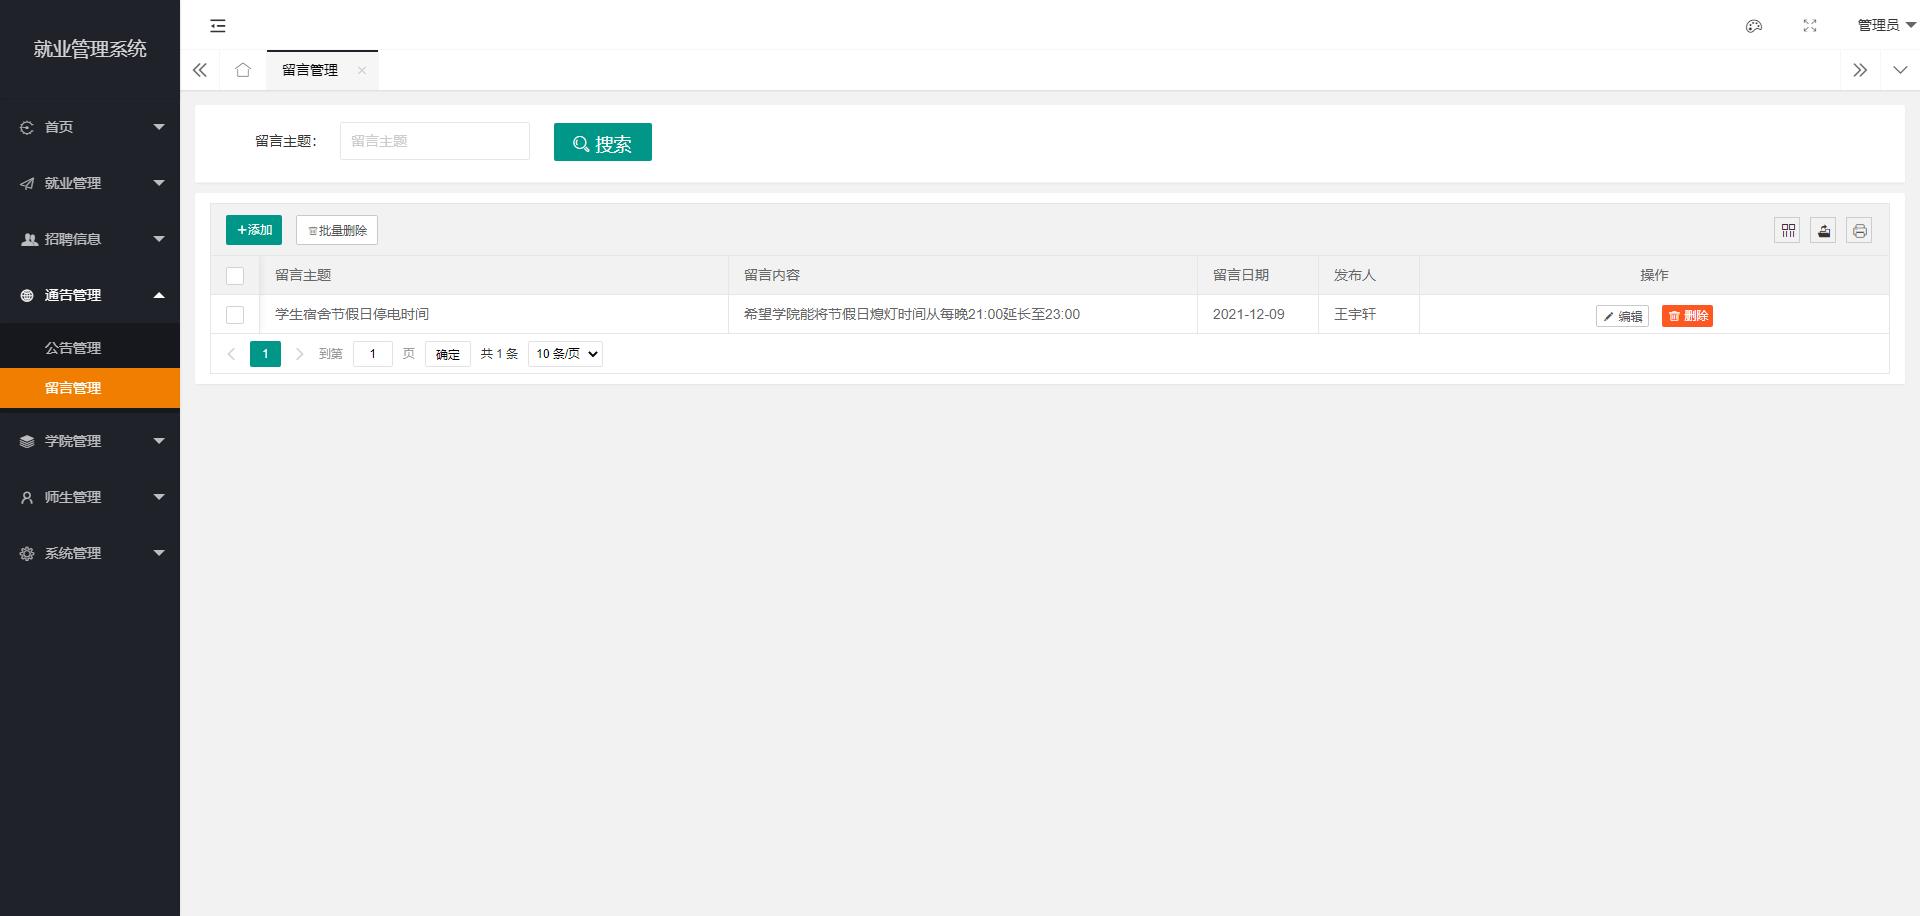 就业管理系统
首页
就业管理
招聘信息
通告管理
公告管理
留言管理
学院管理
师生管理
系统管理
管理员
留言管理
留言主题: 留言主题 搜索
添加 批量删除
留言主题 留言内容 留言日期 发布人 操作
学生宿舍节假日停电时间 希望学院能将节假日熄灯时间从每晚21:00延长至23:00 2021-12-09 王宇轩 编辑 删除
1 到第 1 页 确定 共 1 条 10 条/页